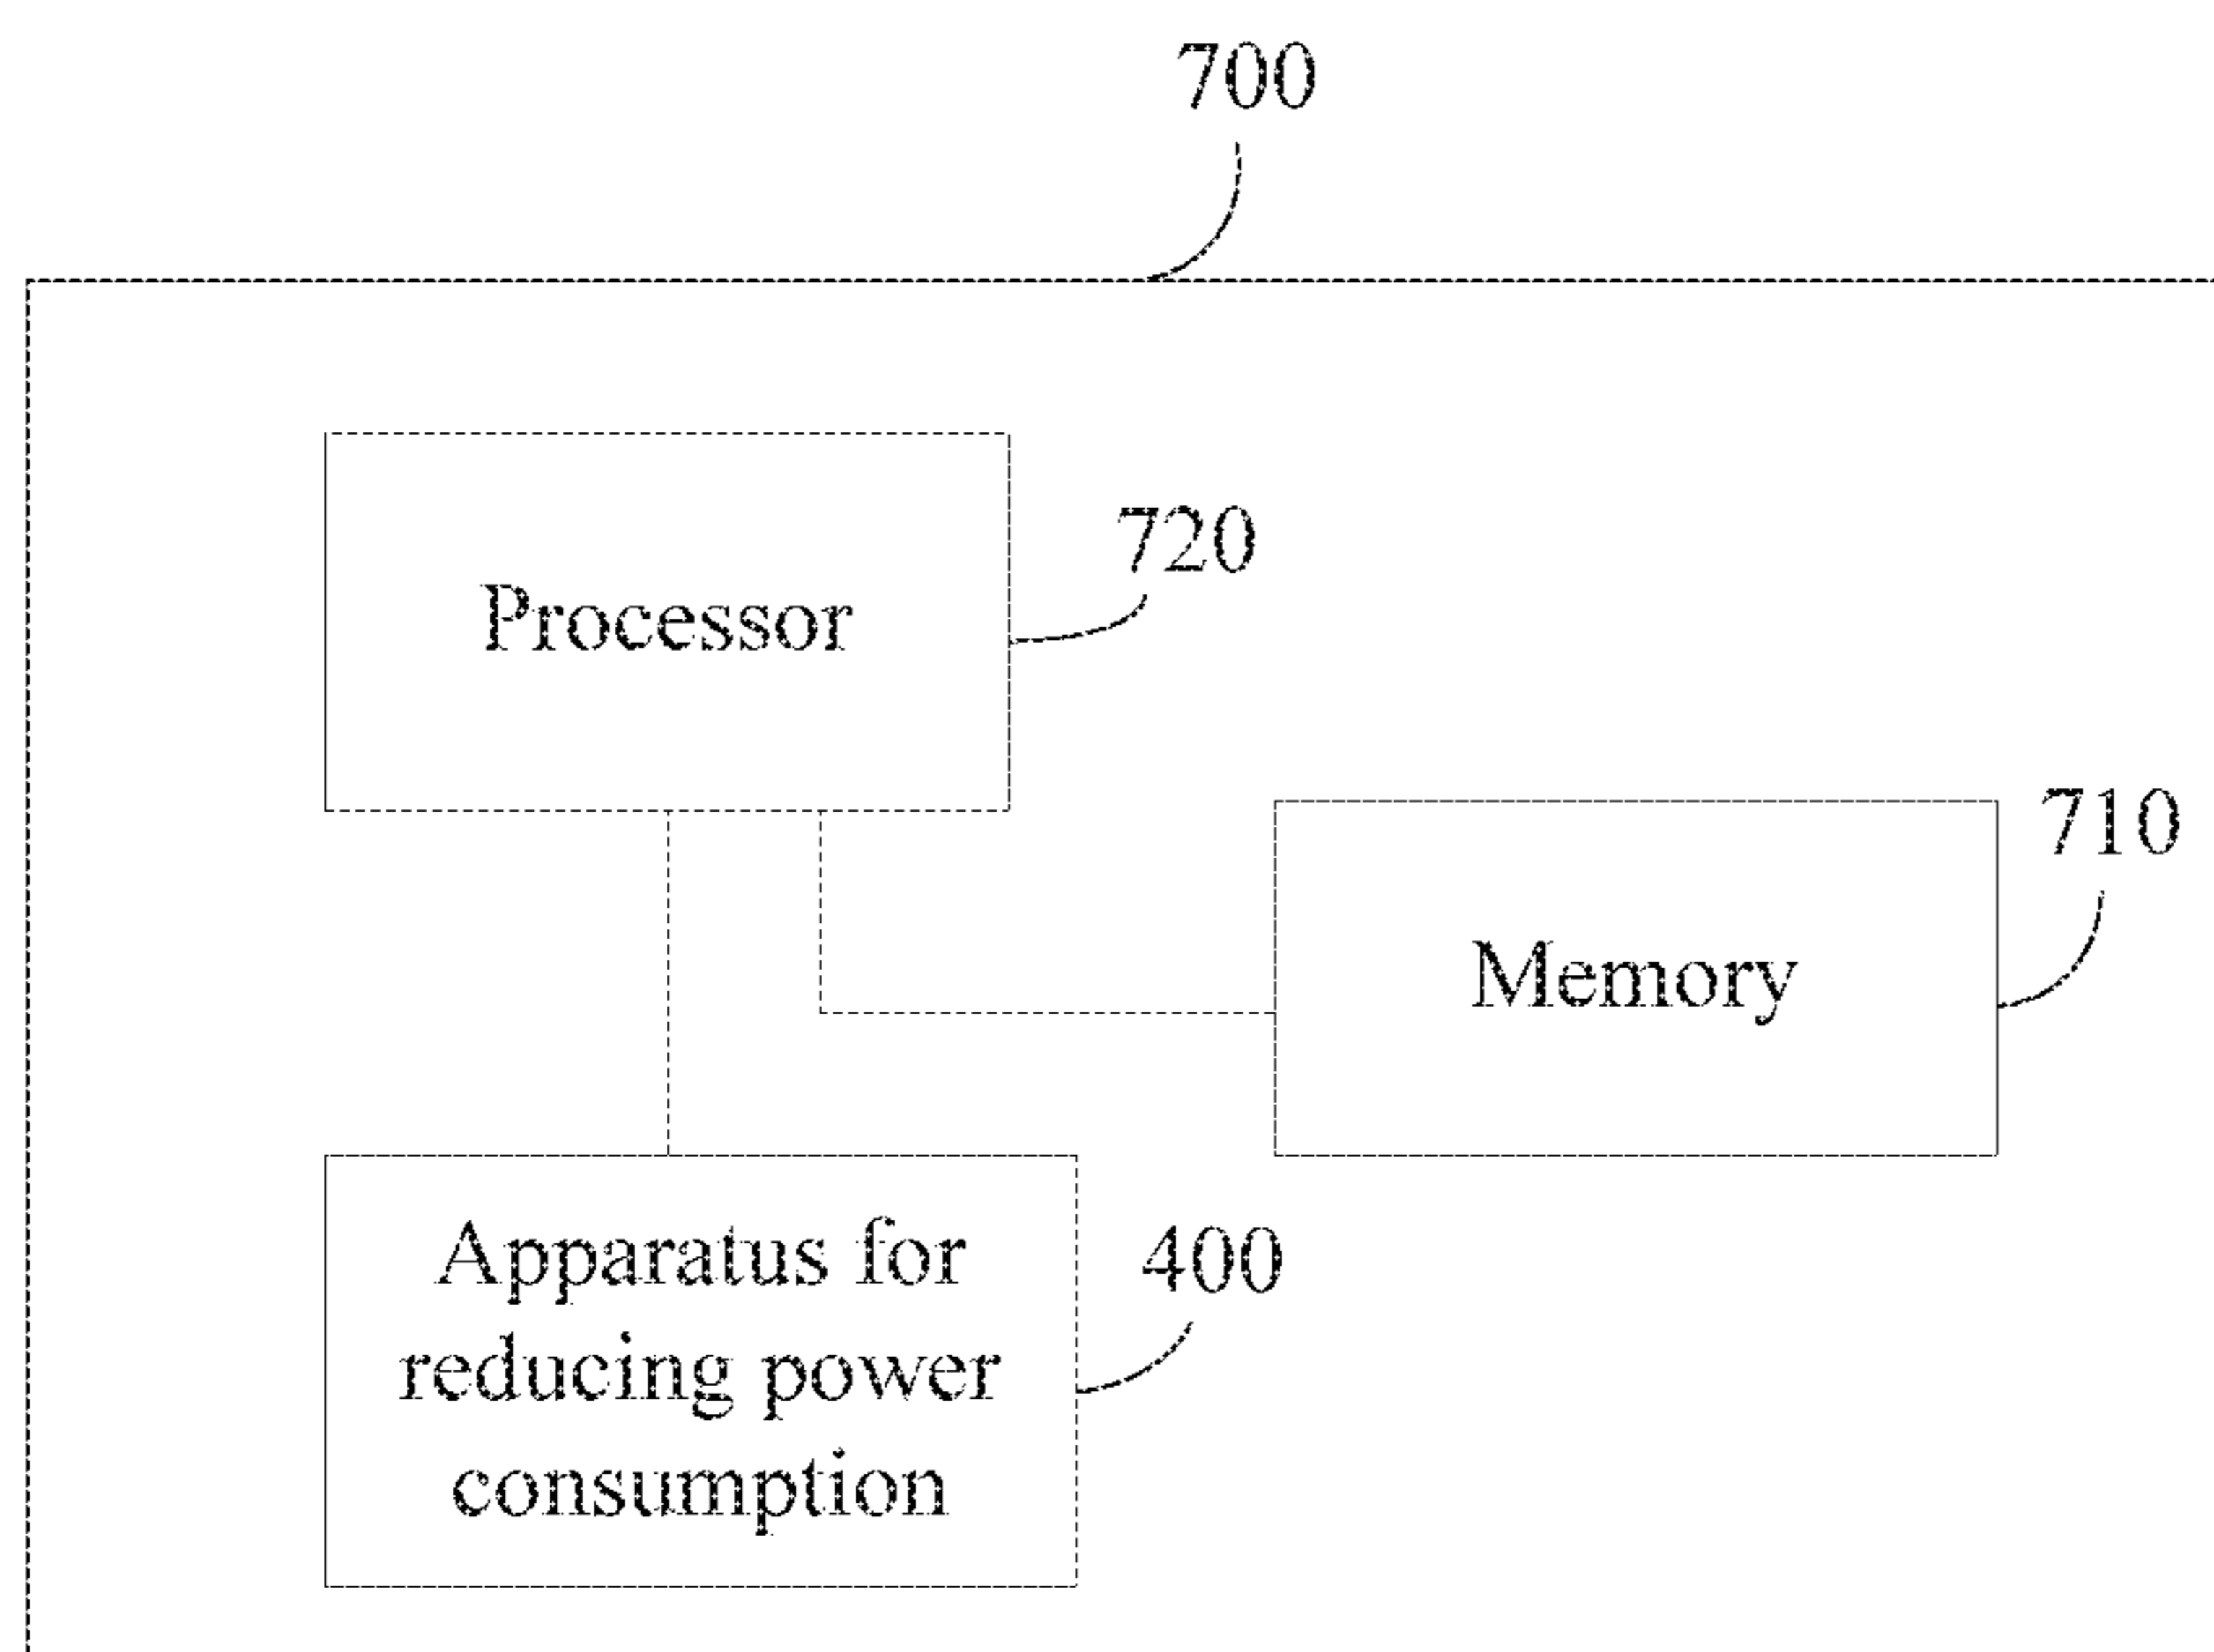 700
Processor
720
710
Memory
Apparatus for
reducing power
consumption
400